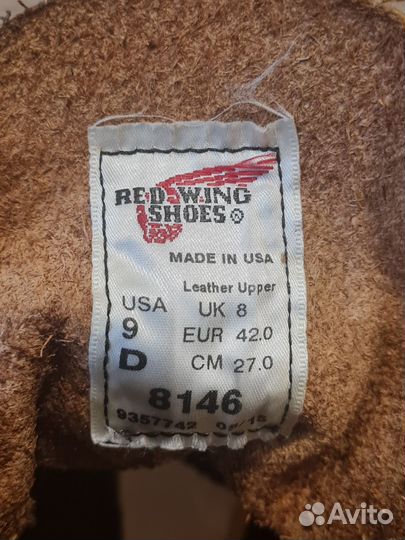 RED WING
SHOES®
MADE IN USA
Leather Upper
USA
9
D
UK 8
EUR 42.0
CM 27.0
8146
9357742
Avito